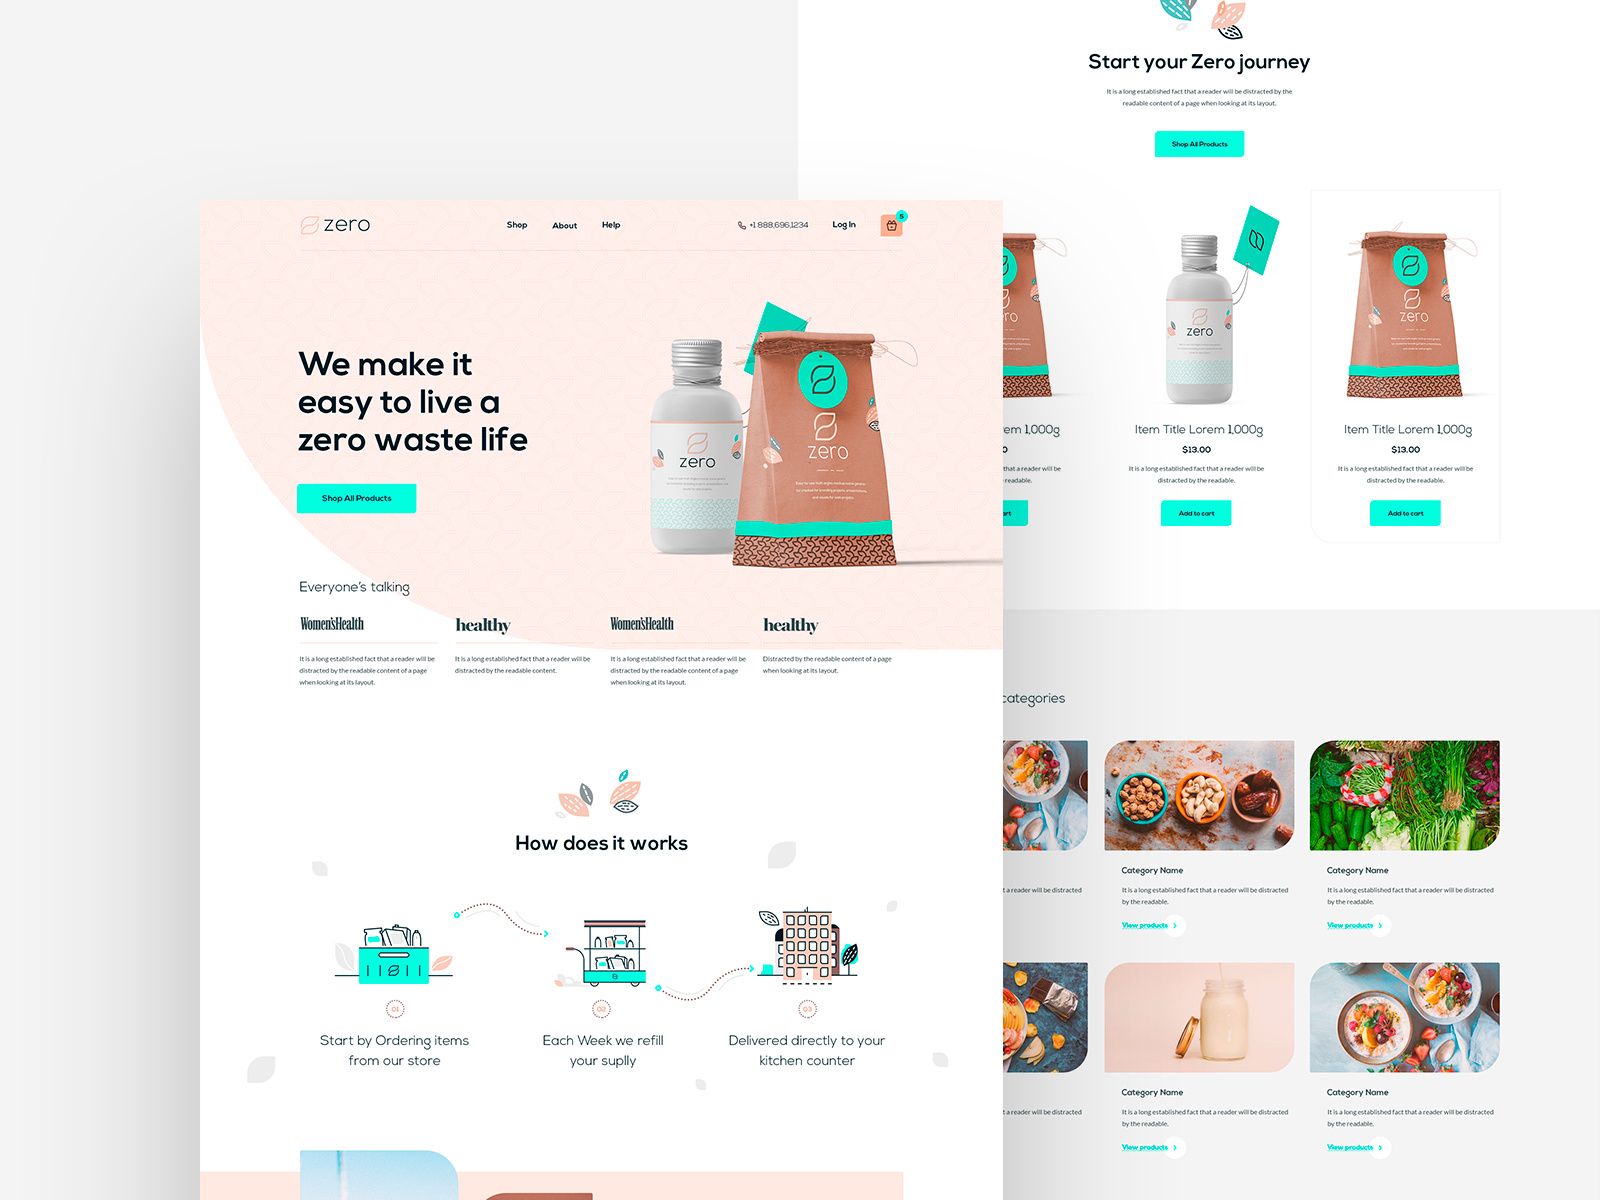 zero
Shop
About
Help
+1 888,696,1234
Log In
5
We make it
easy to live a
zero waste life
Shop All Products
zero
zero
Everyone's talking
Women'sHealth
It is a long established fact that a reader will be
distracted by the readable content of a page
when looking at its layout.
healthy
It is a long established fact that a reader will be
distracted by the readable content.
Women'sHealth
It is a long established fact that a reader will be
distracted by the readable content of a page
when looking at its layout.
healthy
Distracted by the readable content of a page
when looking at its layout.
How does it works
01
Start by Ordering items
from our store
02
Each Week we refill
your suplly
03
Delivered directly to your
kitchen counter
Start your Zero journey
It is a long established fact that a reader will be distracted by the
readable content of a page when looking at its layout.
Shop All Products
zero
zero
rem 1,000g
that a reader will be
readable.
Item Title Lorem 1,000g
$13.00
It is a long established fact that a reader will be
distracted by the readable.
Add to cart
Item Title Lorem 1,000g
$13.00
It is a long established fact that a reader will be
distracted by the readable.
Add to cart
categories
t a reader will be distracted
Category Name
It is a long established fact that a reader will be distracted
by the readable.
View products
Category Name
It is a long established fact that a reader will be distracted
by the readable.
View products
t a reader will be distracted
Category Name
It is a long established fact that a reader will be distracted
by the readable.
View products
Category Name
It is a long established fact that a reader will be distracted
by the readable.
View products